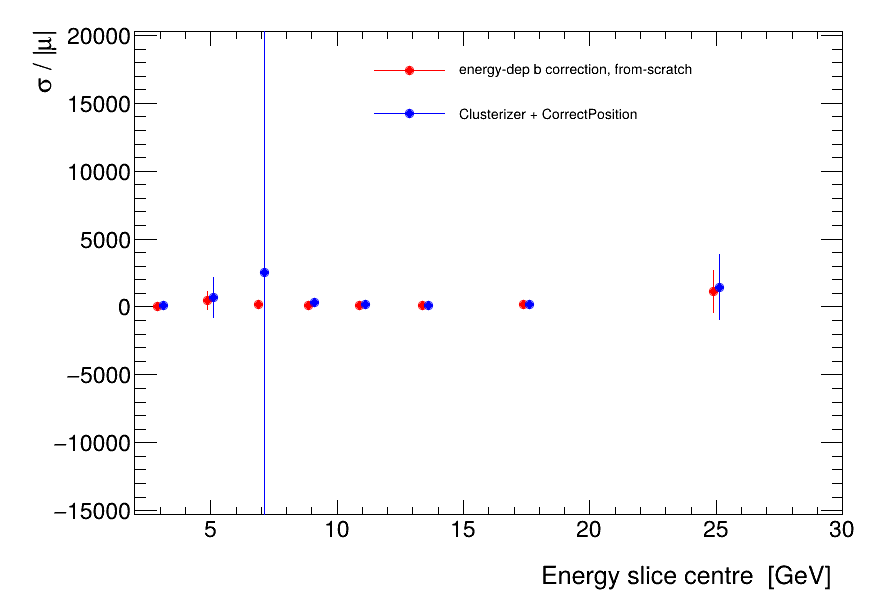 σ / |μ|
20000
15000
10000
5000
0
−5000
−10000
−15000
energy-dep b correction, from-scratch
Clusterizer + CorrectPosition
5 10 15 20 25 30
Energy slice centre [GeV]